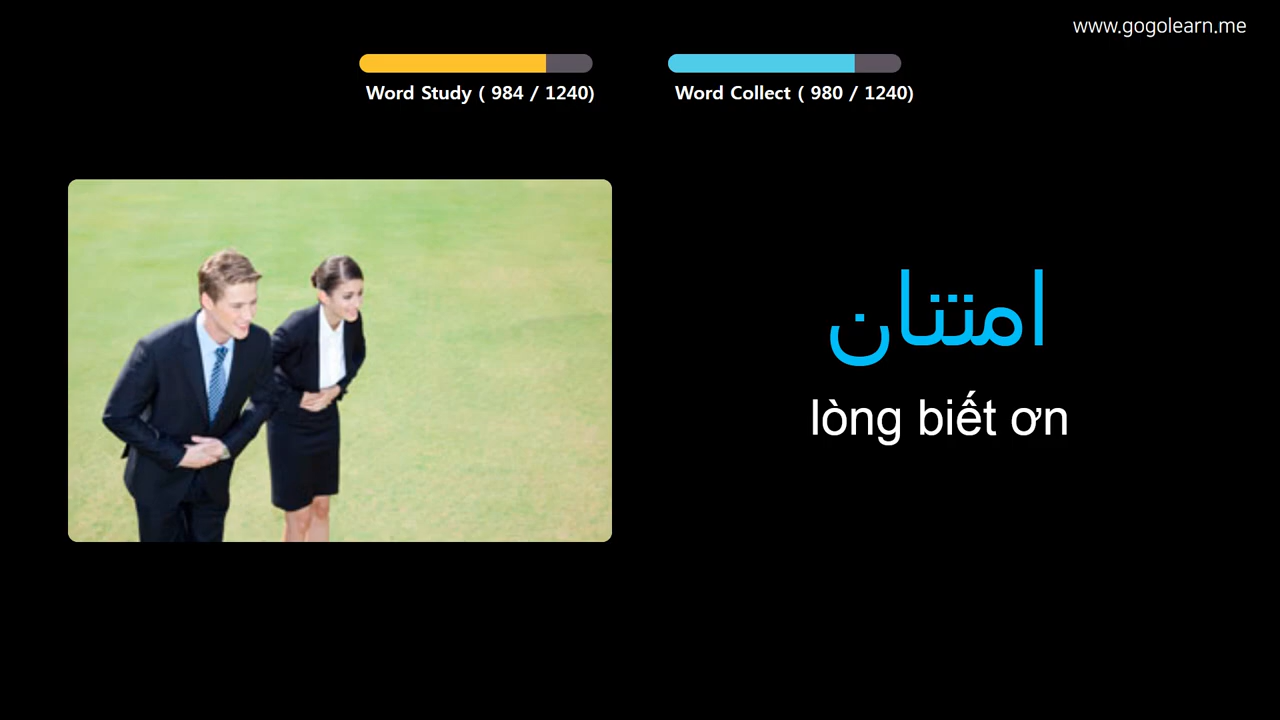 www.gogolearn.me
Word Study ( 984 / 1240)
Word Collect ( 980 / 1240)
امتنان
lòng biết ơn